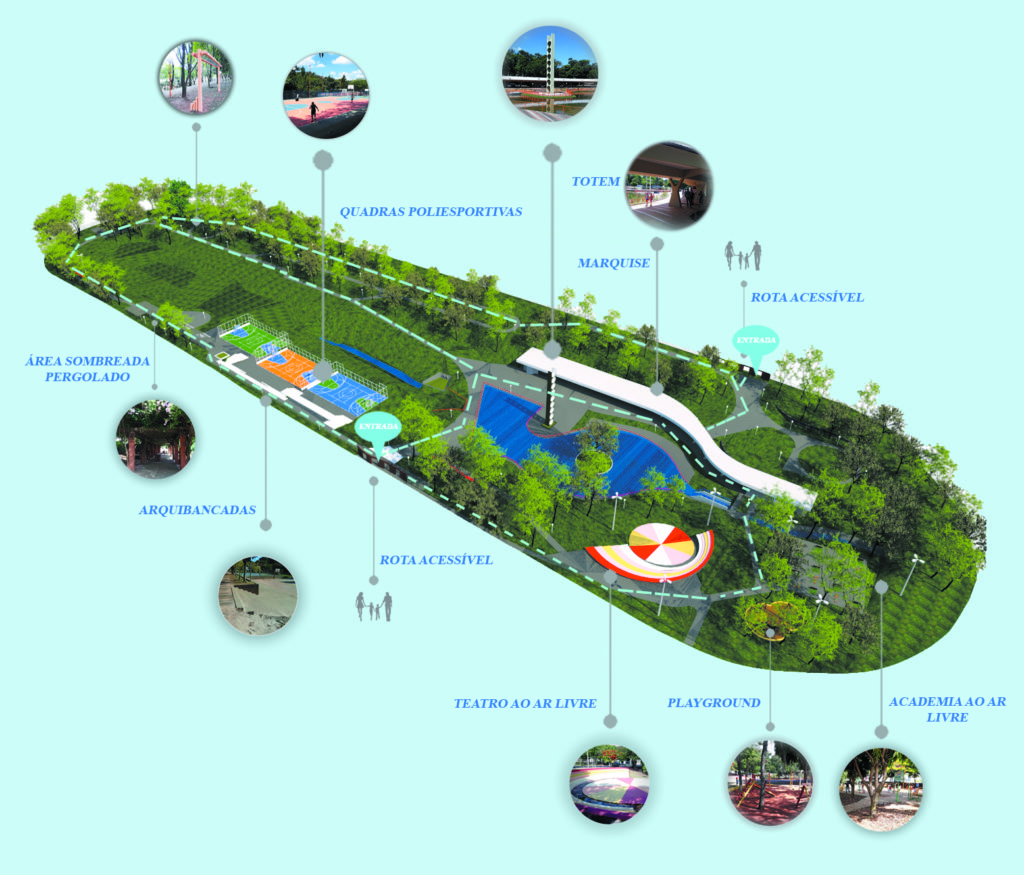 TOTEM
QUADRAS POLIESPORTIVAS
MARQUISE
ROTA ACESSÍVEL
ENTRADA
ÁREA SOMBREADA
PERGOLADO
ENTRADA
ARQUIBANCADAS
ROTA ACESSÍVEL
TEATRO AO AR LIVRE
PLAYGROUND
ACADEMIA AO AR
LIVRE